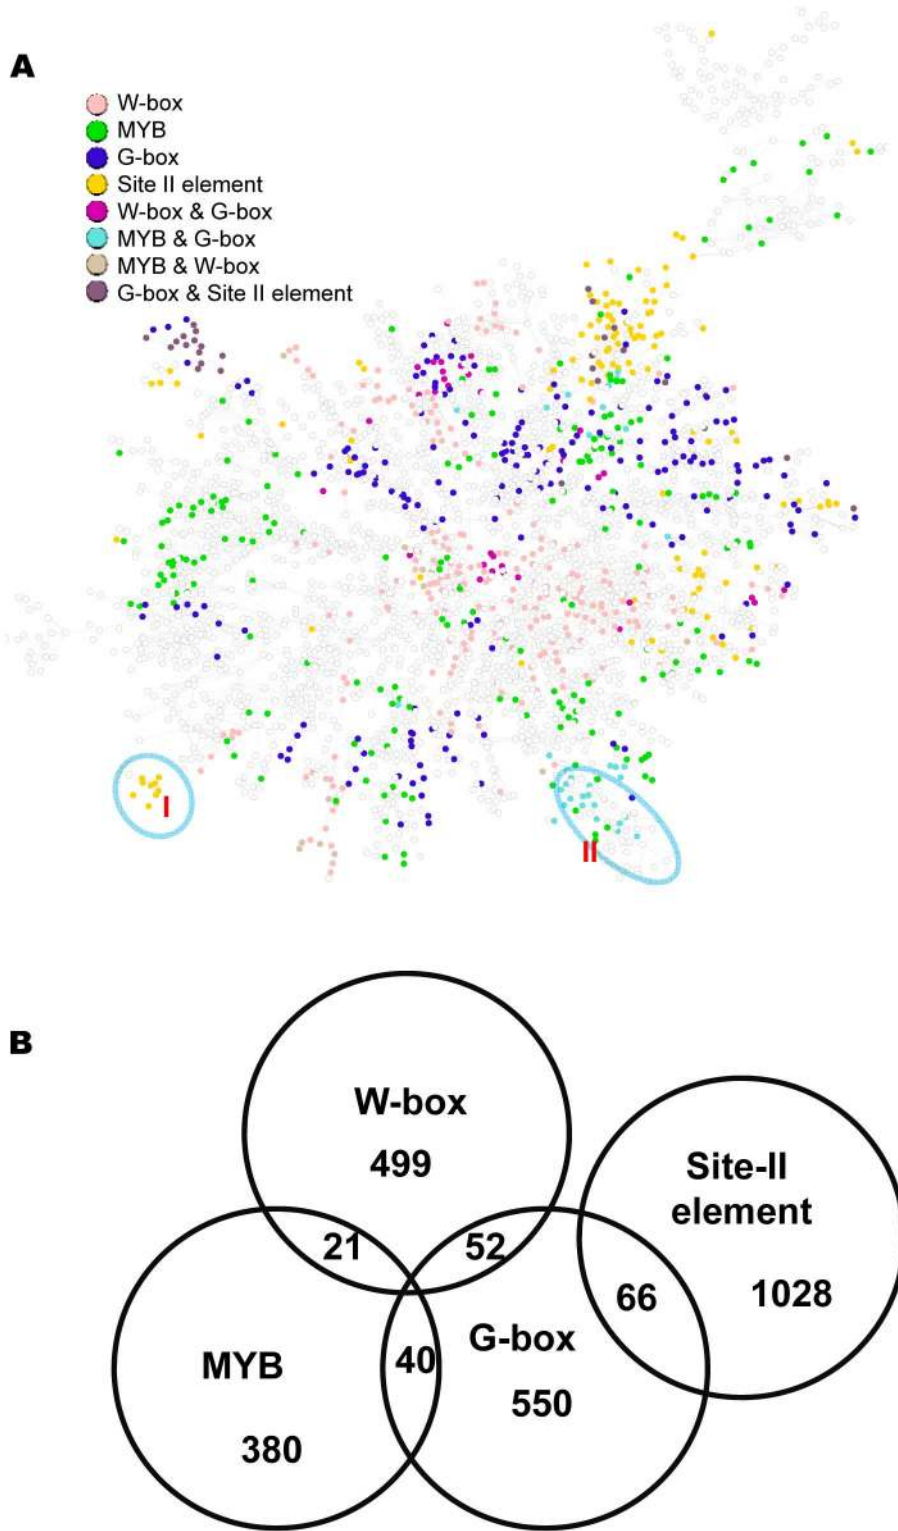 A
W-box
MYB
G-box
Site II element
W-box & G-box
MYB & G-box
MYB & W-box
G-box & Site II element
I
II
B
W-box
499
Site-II
element
1028
21
52
66
MYB
40
G-box
550
380